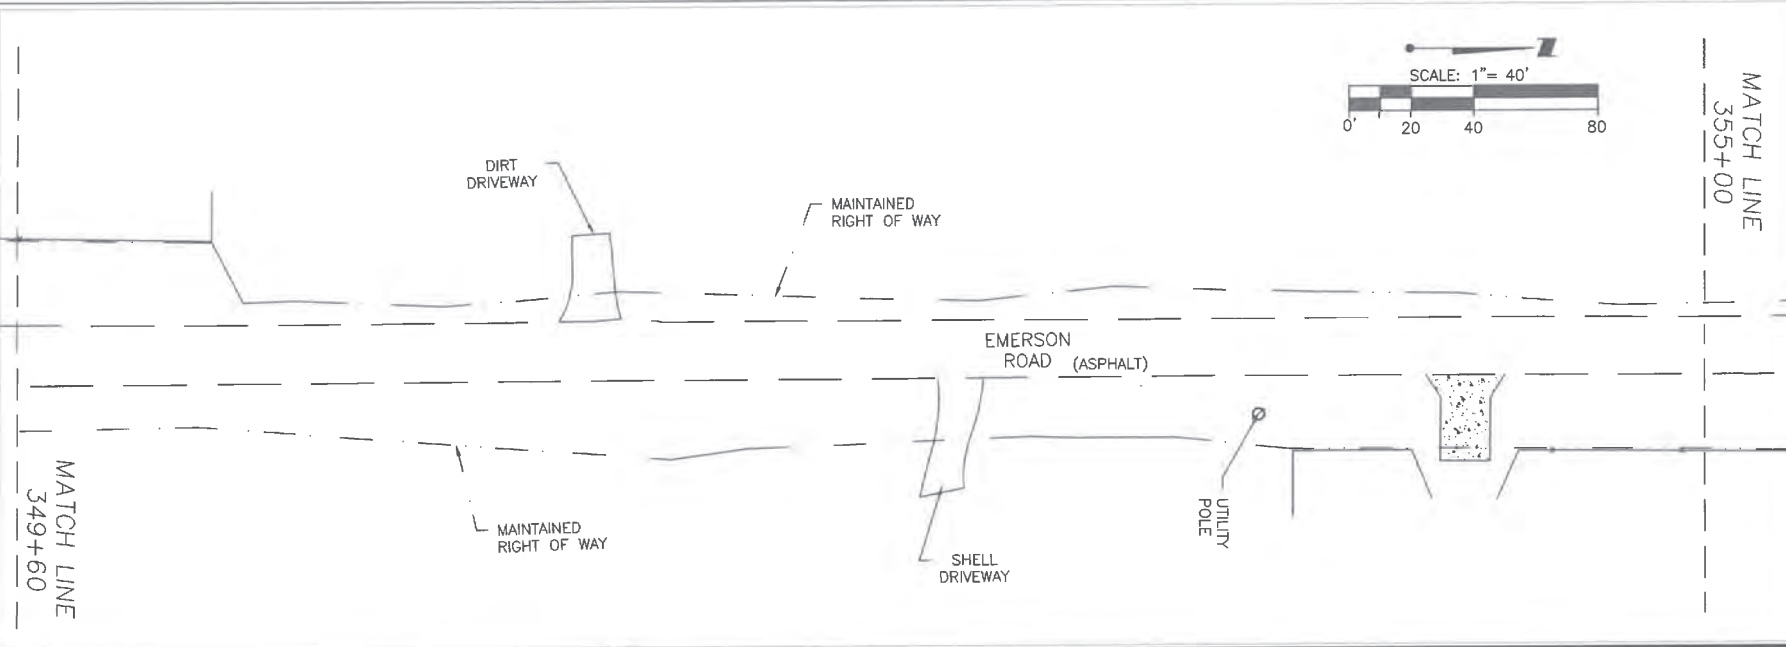 SCALE: 1"= 40'
0' 20 40 80
MATCH LINE
355+00
DIRT
DRIVEWAY
MAINTAINED
RIGHT OF WAY
EMERSON
ROAD (ASPHALT)
MATCH LINE
349+60
MAINTAINED
RIGHT OF WAY
SHELL
DRIVEWAY
UTILITY
POLE